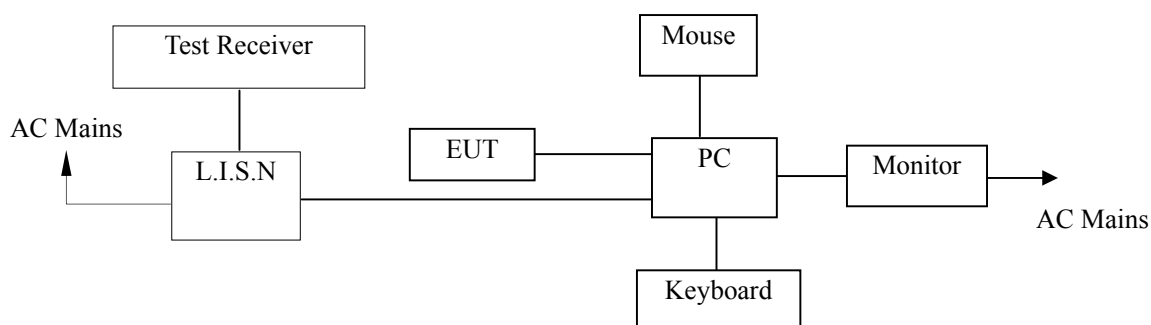 Mouse
Test Receiver
AC Mains
EUT
PC
L.I.S.N
Monitor
AC Mains
Keyboard